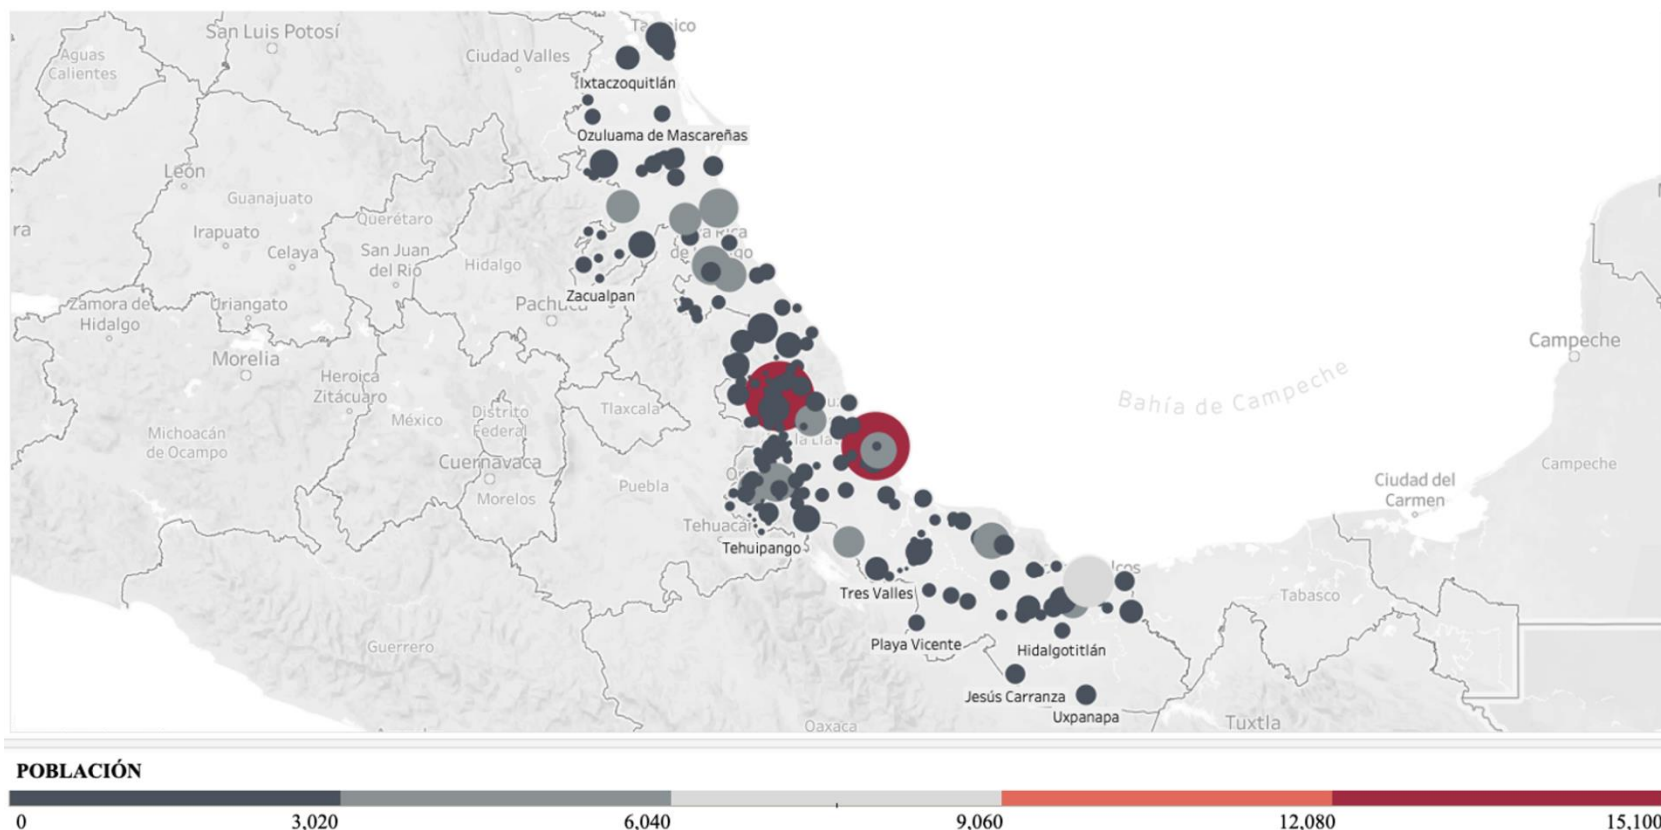 San Luis Potosí
Aguas
Calientes
Ciudad Valles
Ixtaczoquitlán
Ozuluama de Mascareñas
León
Guanajuato
Querétaro
Irapuato
Celaya
San Juan
del Río
Hidalgo
Zacualpan
Zamora de
Hidalgo
Uriangato
Pachuca
Morelia
Heroica
Zitácuaro
México
Distrito
Federal
Tlaxcala
Michoacán
de Ocampo
Cuernavaca
Morelos
Puebla
Tehuacán
Tehuipango
Tres Valles
Playa Vicente
Hidalgotitlán
Jesús Carranza
Uxpanapa
Guerrero
Oaxaca
Bahía de Campeche
Campeche
Campeche
Ciudad del
Carmen
Tabasco
Tuxtla
POBLACIÓN
0 3,020 6,040 9,060 12,080 15,100